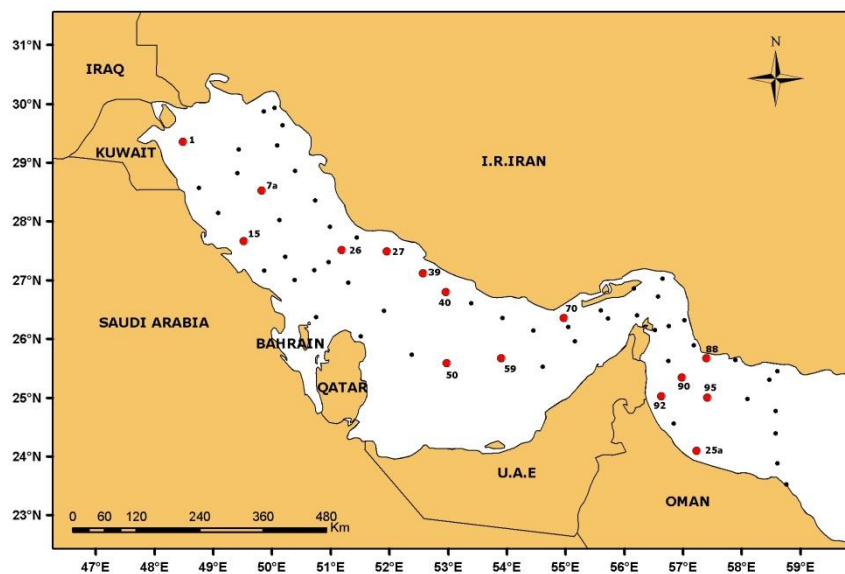 31°N
30°N
29°N
28°N
27°N
26°N
25°N
24°N
23°N
N
IRAQ
KUWAIT
I.R.IRAN
1
7a
15
26
27
39
40
SAUDI ARABIA
BAHRAIN
QATAR
70
50
59
88
90
95
92
25a
U.A.E
OMAN
0 60 120 240 360 480
Km
47°E 48°E 49°E 50°E 51°E 52°E 53°E 54°E 55°E 56°E 57°E 58°E 59°E